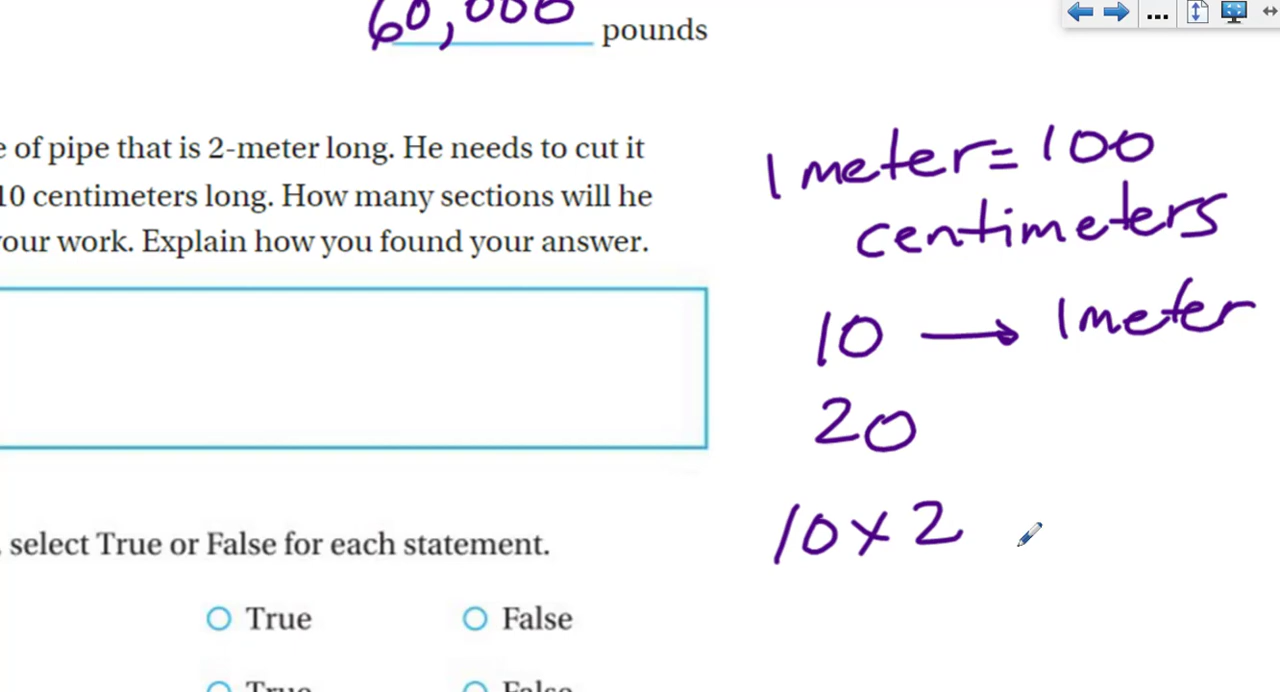 60,000 pounds
e of pipe that is 2-meter long. He needs to cut it
10 centimeters long. How many sections will he
our work. Explain how you found your answer.
1 meter = 100
centimeters
10 → 1 meter
20
10 x 2
, select True or False for each statement.
True False
True False